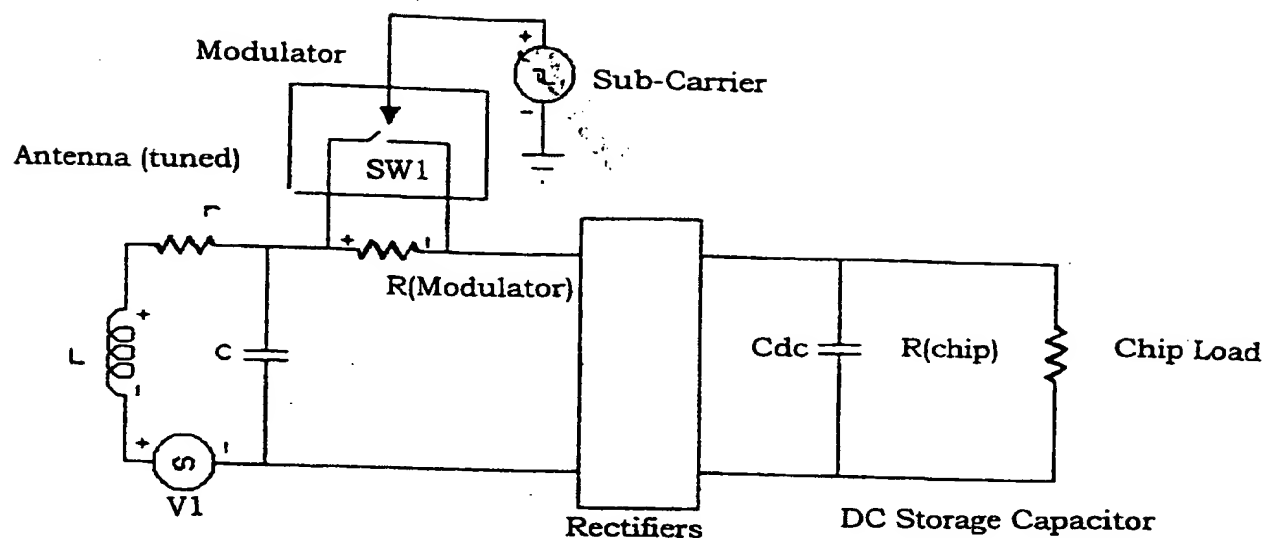 Modulator
+
Sub-Carrier
-
SW1
Antenna (tuned)
r
+ -
R(Modulator)
L
+
-
C
Cdc
R(chip)
Chip Load
+ -
S
V1
Rectifiers
DC Storage Capacitor